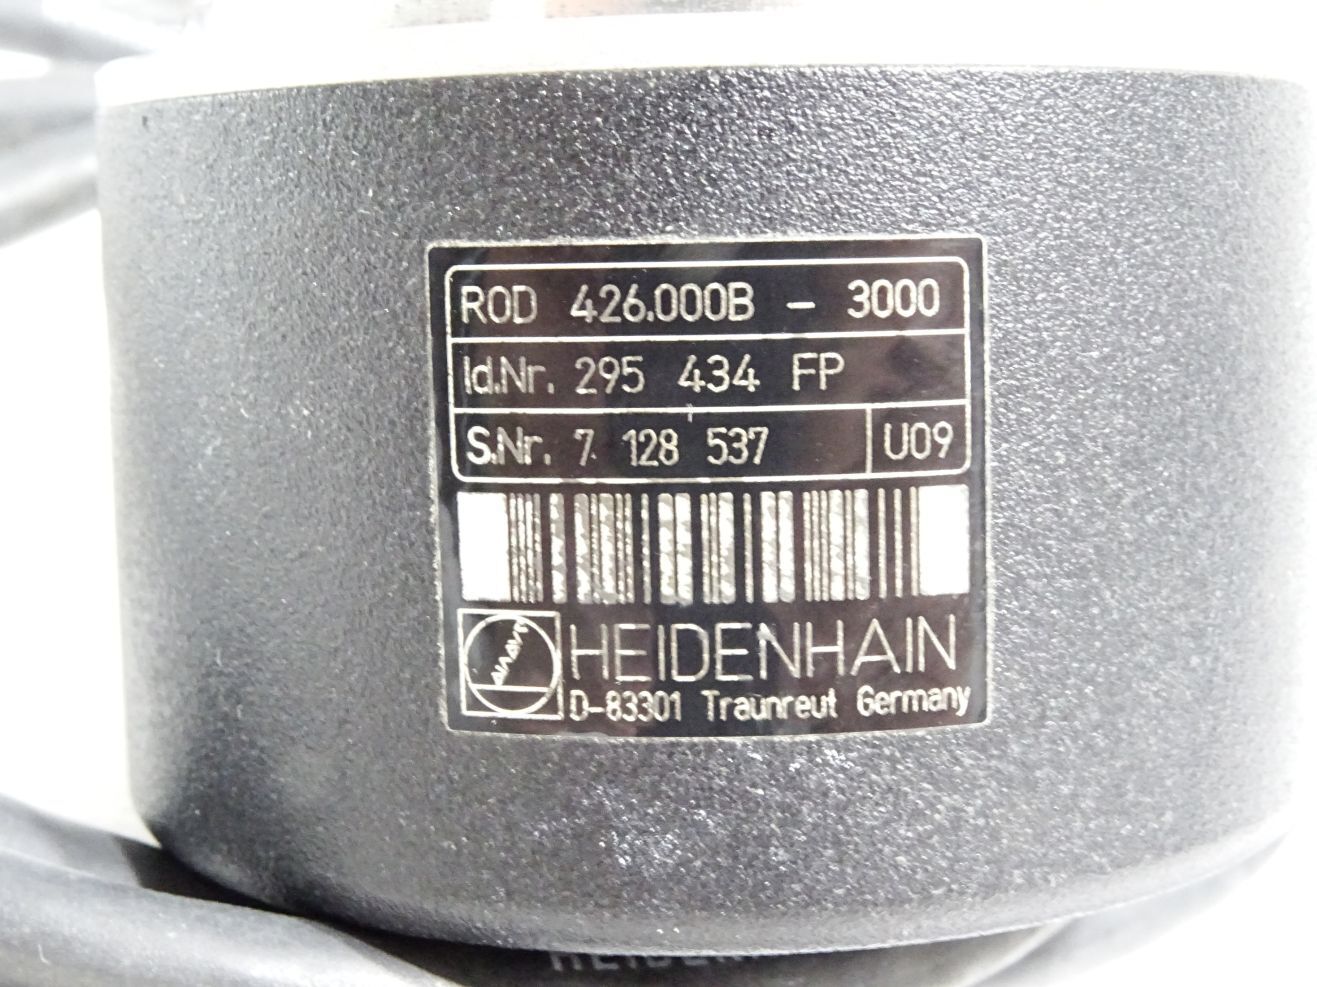 ROD 426.000B - 3000
Id.Nr. 295 434 FP
S.Nr. 7 128 537 U09
HEIDENHAIN
D-83301 Traunreut Germany